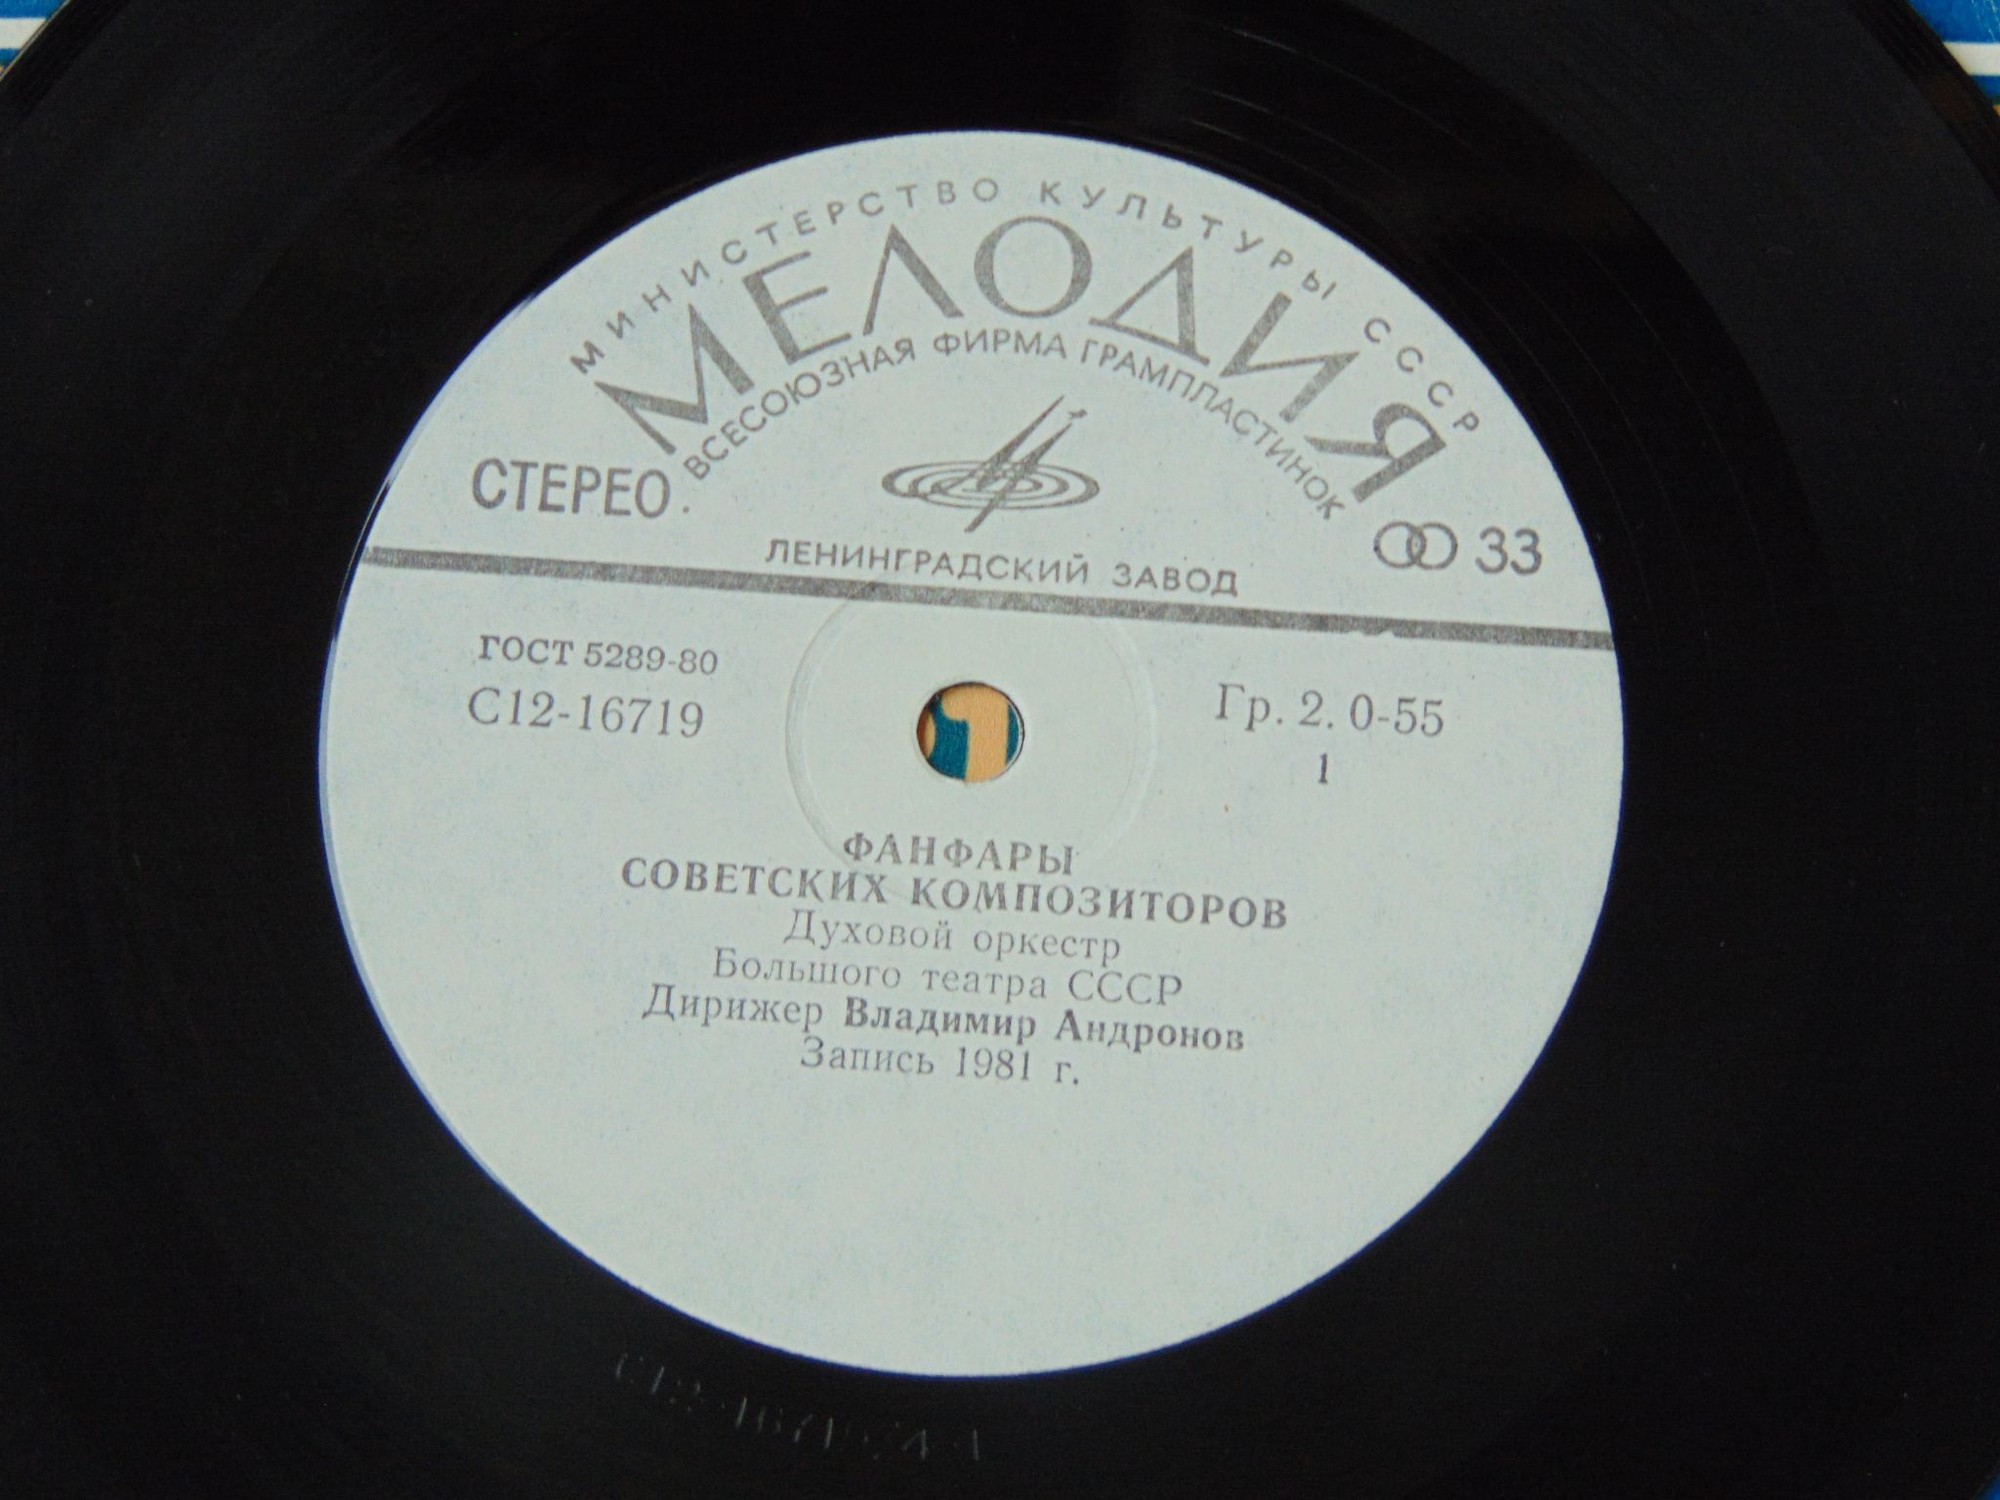 МИНИСТЕРСТВО КУЛЬТУРЫ СССР
МЕЛОДИЯ
ВСЕСОЮЗНАЯ ФИРМА ГРАМПЛАСТИНОК
СТЕРЕО
33
ЛЕНИНГРАДСКИЙ ЗАВОД
ГОСТ 5289-80
С12-16719
Гр. 2. 0-55
1
ФАНФАРЫ
СОВЕТСКИХ КОМПОЗИТОРОВ
Духовой оркестр
Большого театра СССР
Дирижер Владимир Андронов
Запись 1981 г.